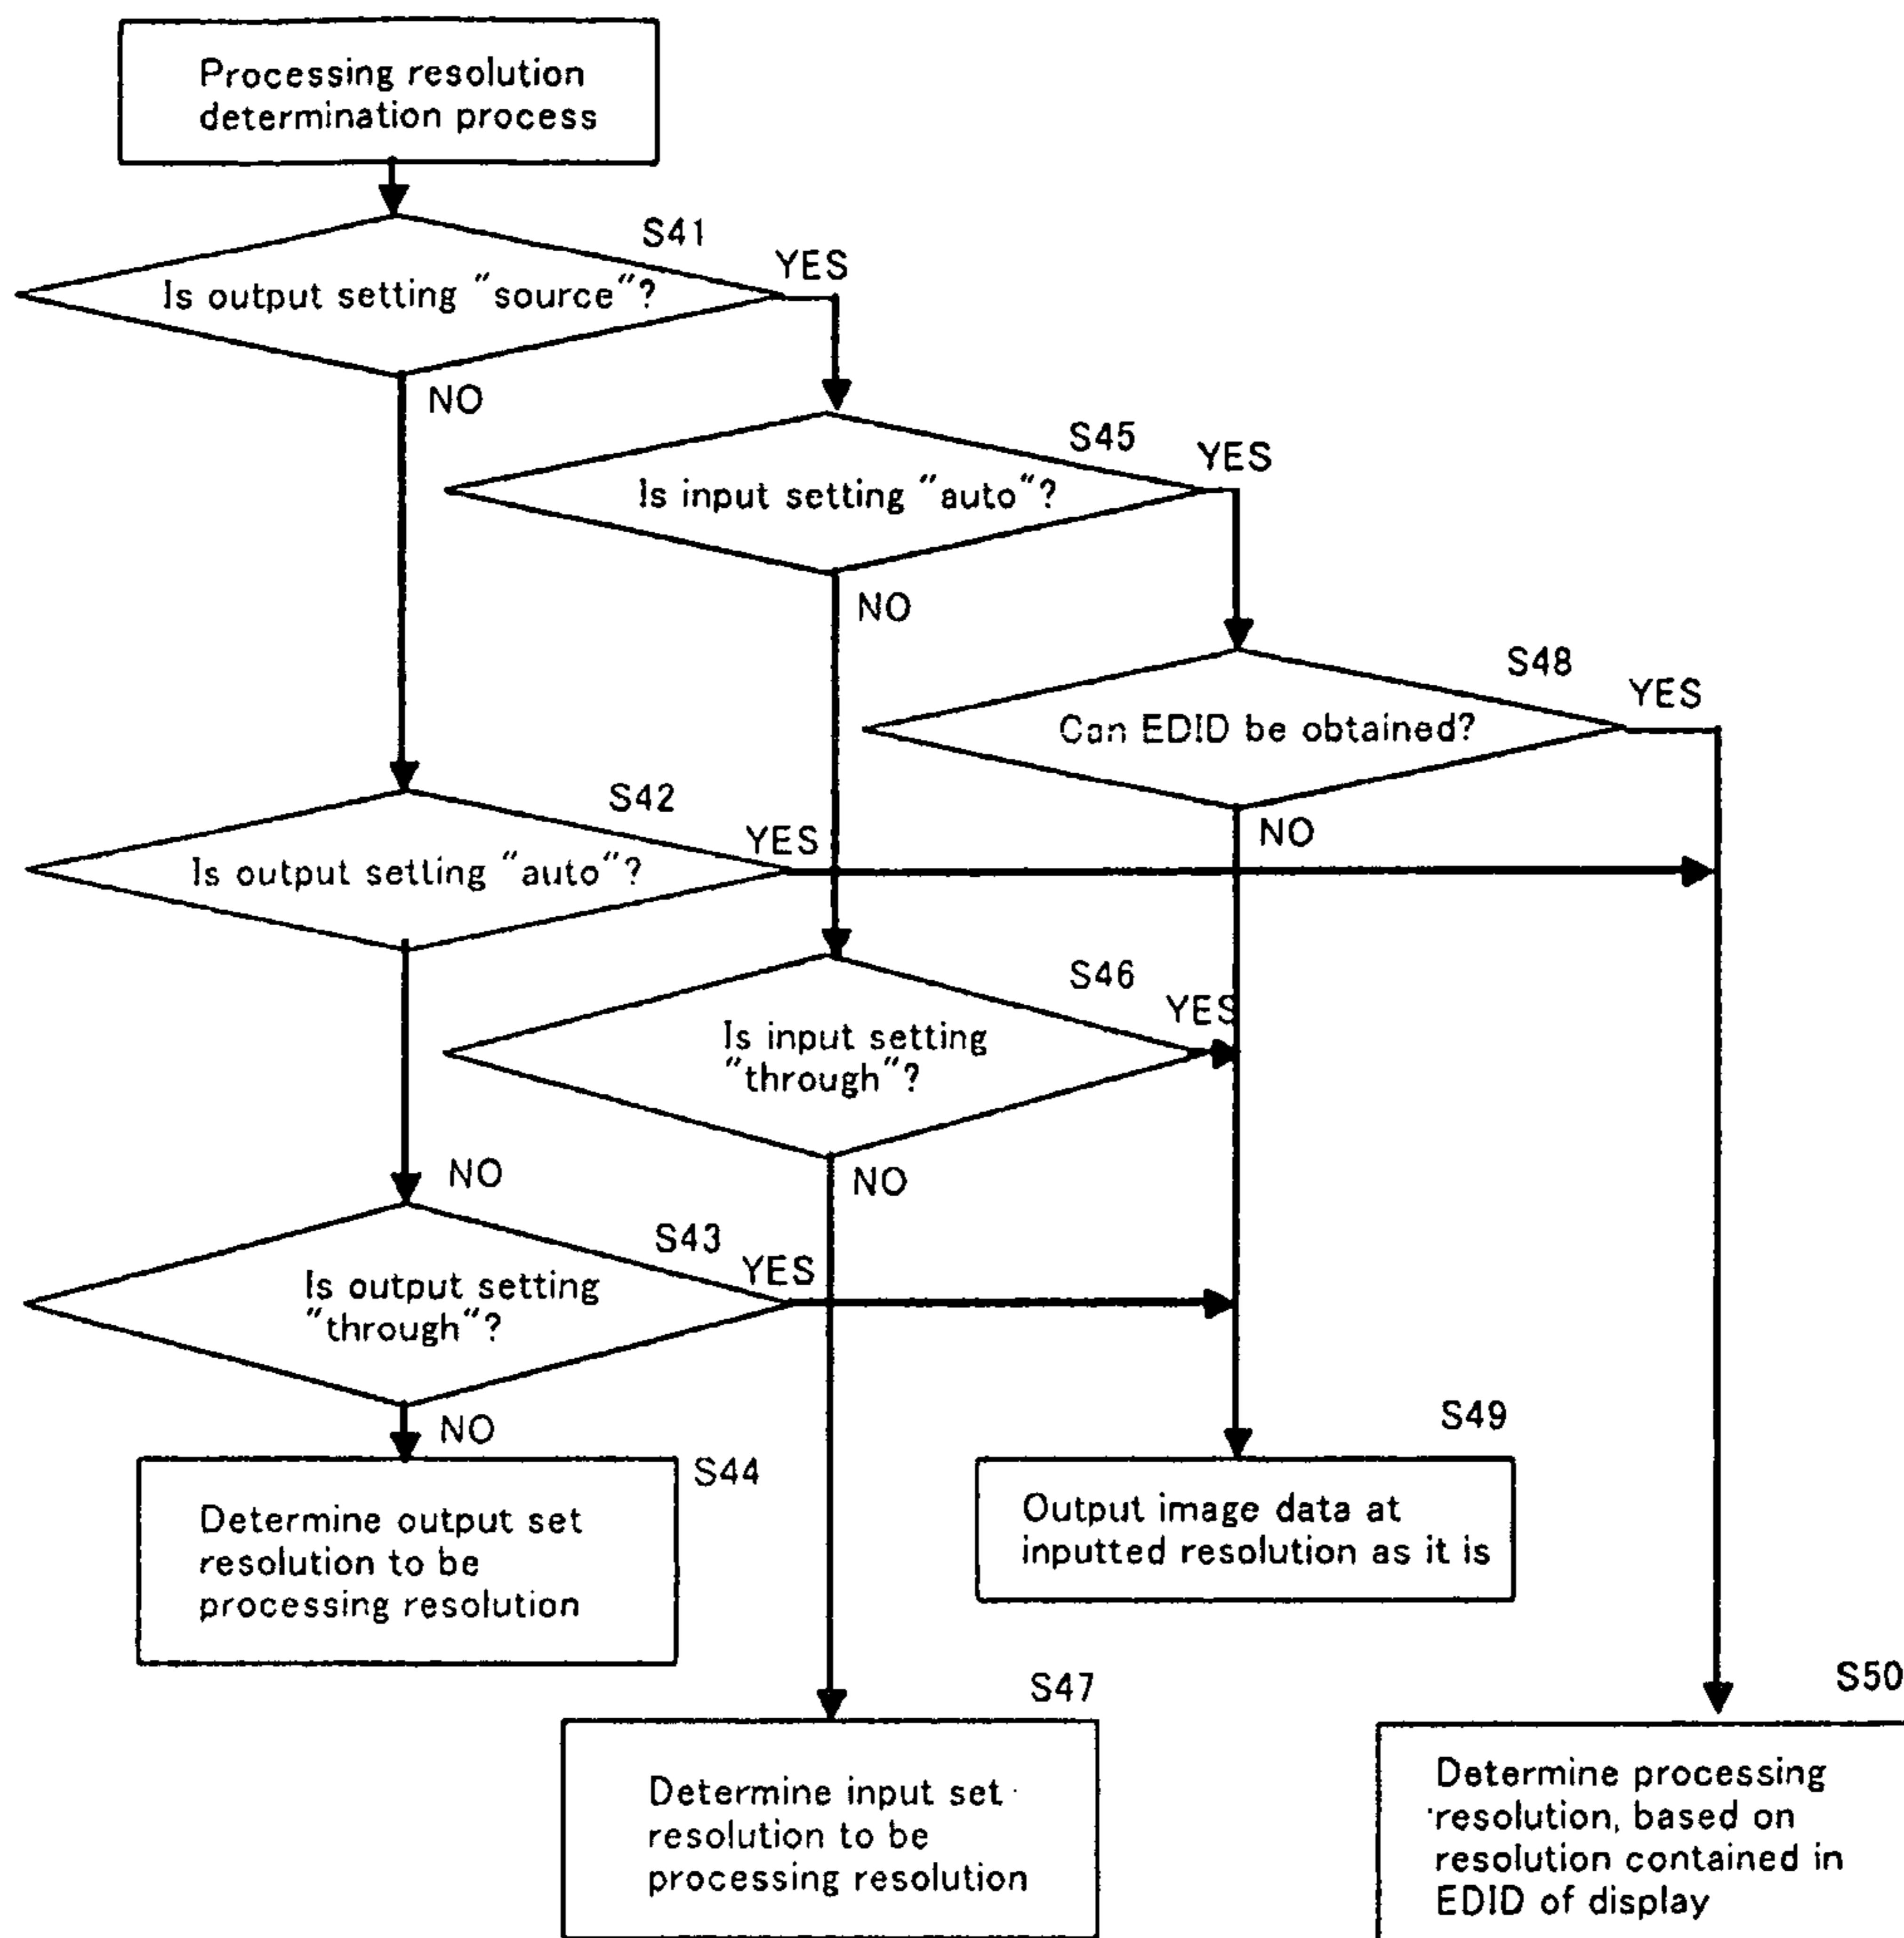 Processing resolution
determination process
S41
YES
Is output setting "source"?
NO
S45
YES
Is input setting "auto"?
NO
S48
YES
Can EDID be obtained?
NO
S42
YES
Is output setting "auto"?
S46
YES
Is input setting
"through"?
NO
NO
S43
YES
Is output setting
"through"?
NO
S44
Determine output set
resolution to be
processing resolution
S49
Output image data at
inputted resolution as it is
S47
Determine input set
resolution to be
processing resolution
S50
Determine processing
resolution, based on
resolution contained in
EDID of display